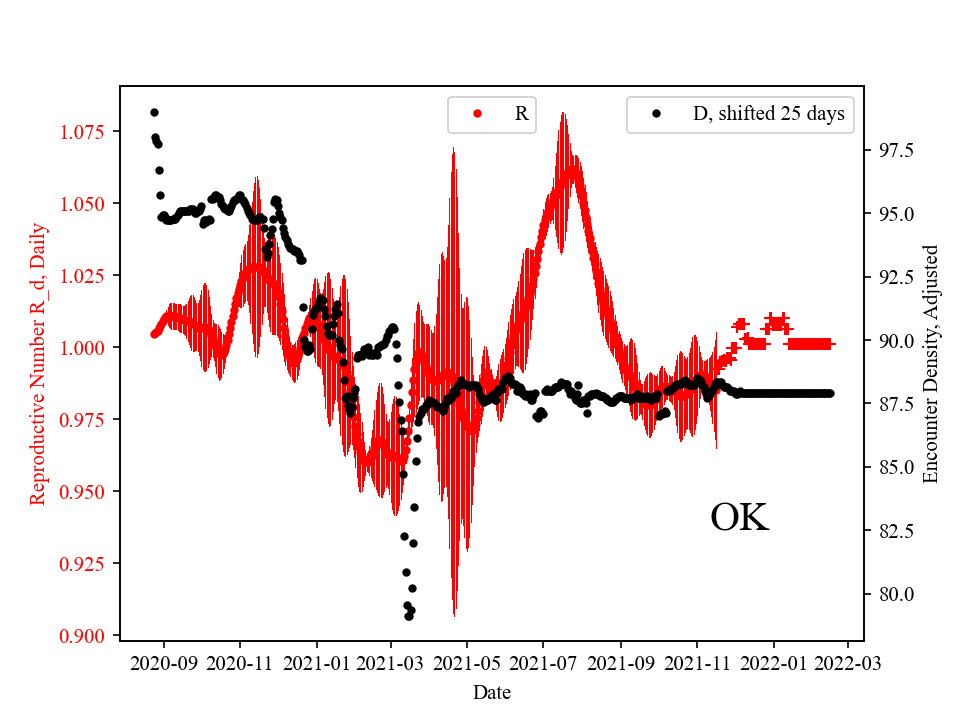 R
D, shifted 25 days
1.075
1.050
1.025
1.000
0.975
0.950
0.925
0.900
Reproductive Number R_d, Daily
97.5
95.0
92.5
90.0
87.5
85.0
82.5
80.0
Encounter Density, Adjusted
OK
2020-09 2020-11 2021-01 2021-03 2021-05 2021-07 2021-09 2021-11 2022-01 2022-03
Date